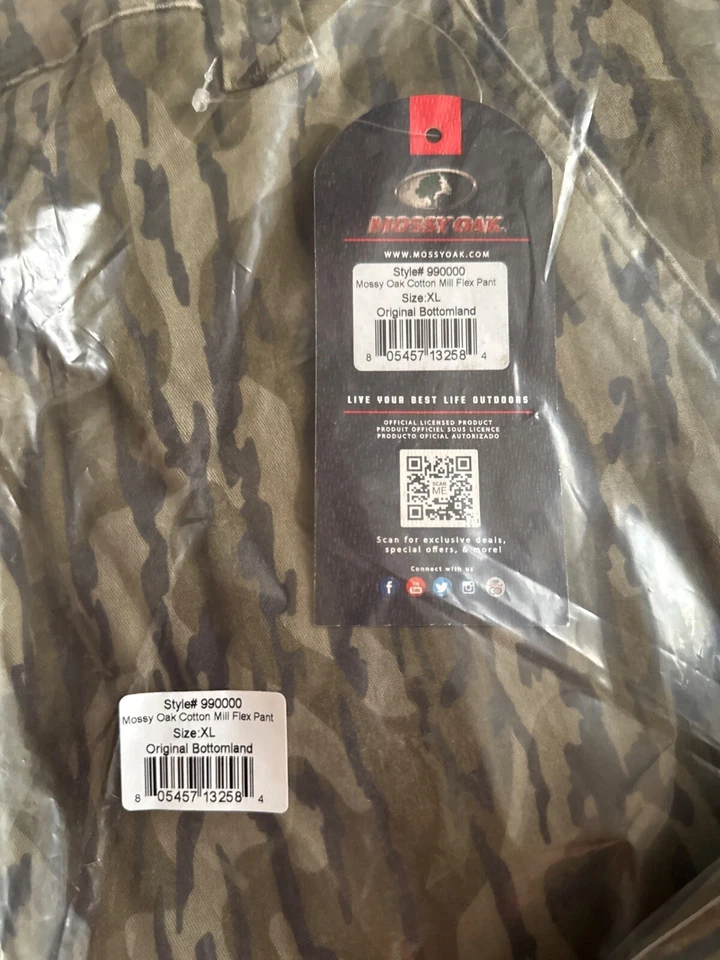 MOSSY OAK
WWW.MOSSYOAK.COM
Style# 990000
Mossy Oak Cotton Mill Flex Pant
Size:XL
Original Bottomland
8 05457 13258 4
LIVE YOUR BEST LIFE OUTDOORS
OFFICIAL LICENSED PRODUCT
PRODUIT OFFICIEL SOUS LICENCE
PRODUCTO OFICIAL AUTORIZADO
SCAN
ME
Scan for exclusive deals,
special offers, & more!
Connect with us
Style# 990000
Mossy Oak Cotton Mill Flex Pant
Size:XL
Original Bottomland
8 05457 13258 4